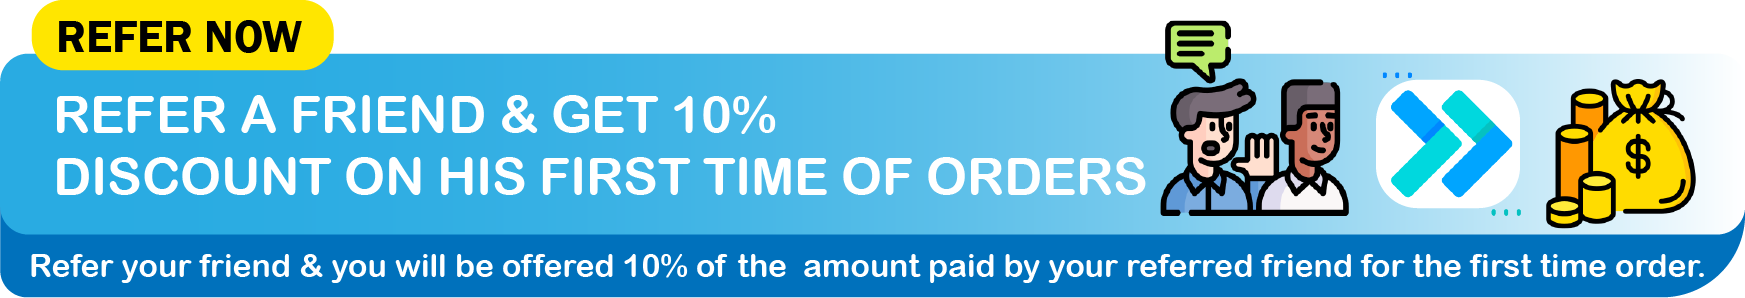 REFER NOW
REFER A FRIEND & GET 10%
DISCOUNT ON HIS FIRST TIME OF ORDERS
$
Refer your friend & you will be offered 10% of the amount paid by your referred friend for the first time order.